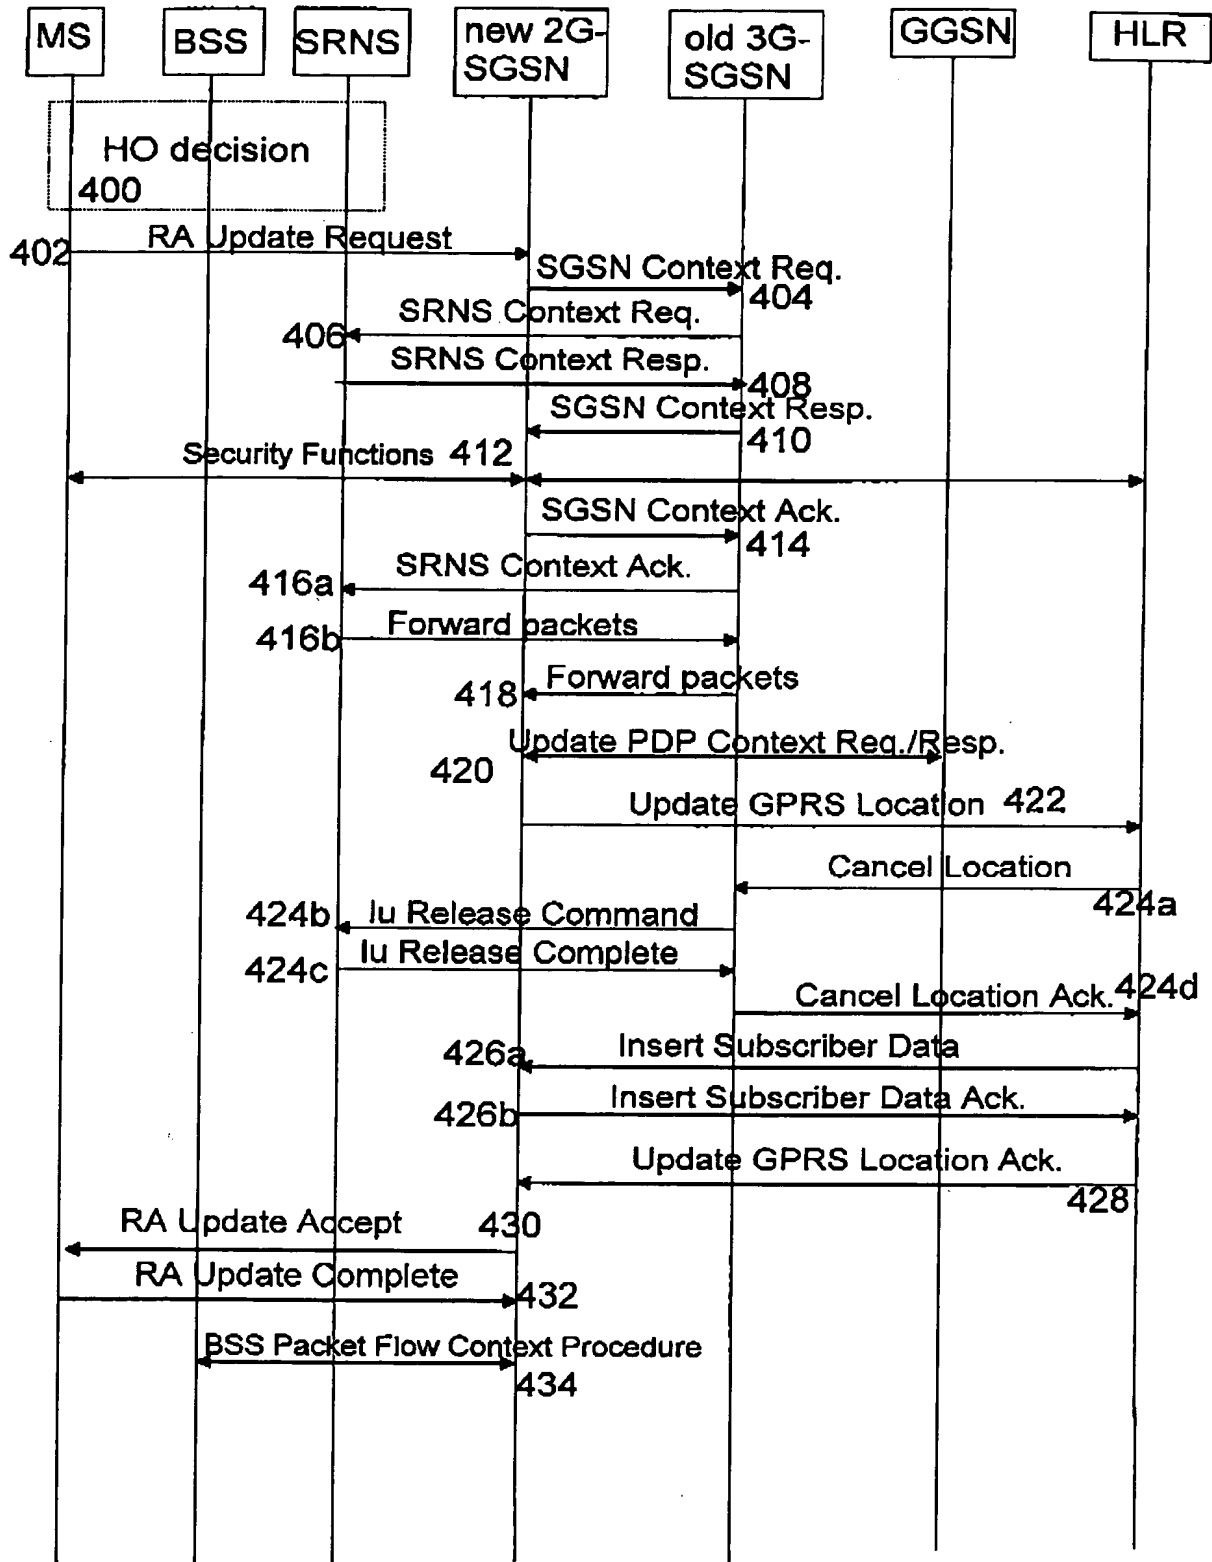 MS
BSS
SRNS
new 2G-
SGSN
old 3G-
SGSN
GGSN
HLR
HO decision
400
RA Update Request
402
SGSN Context Req.
404
SRNS Context Req.
406
SRNS Context Resp.
408
SGSN Context Resp.
410
Security Functions 412
SGSN Context Ack.
414
SRNS Context Ack.
416a
Forward packets
416b
Forward packets
418
Update PDP Context Req./Resp.
420
Update GPRS Location 422
Cancel Location
424a
424b Iu Release Command
Iu Release Complete
424c
Cancel Location Ack. 424d
Insert Subscriber Data
426a
Insert Subscriber Data Ack.
426b
Update GPRS Location Ack.
428
RA Update Accept 430
RA Update Complete
432
BSS Packet Flow Context Procedure
434